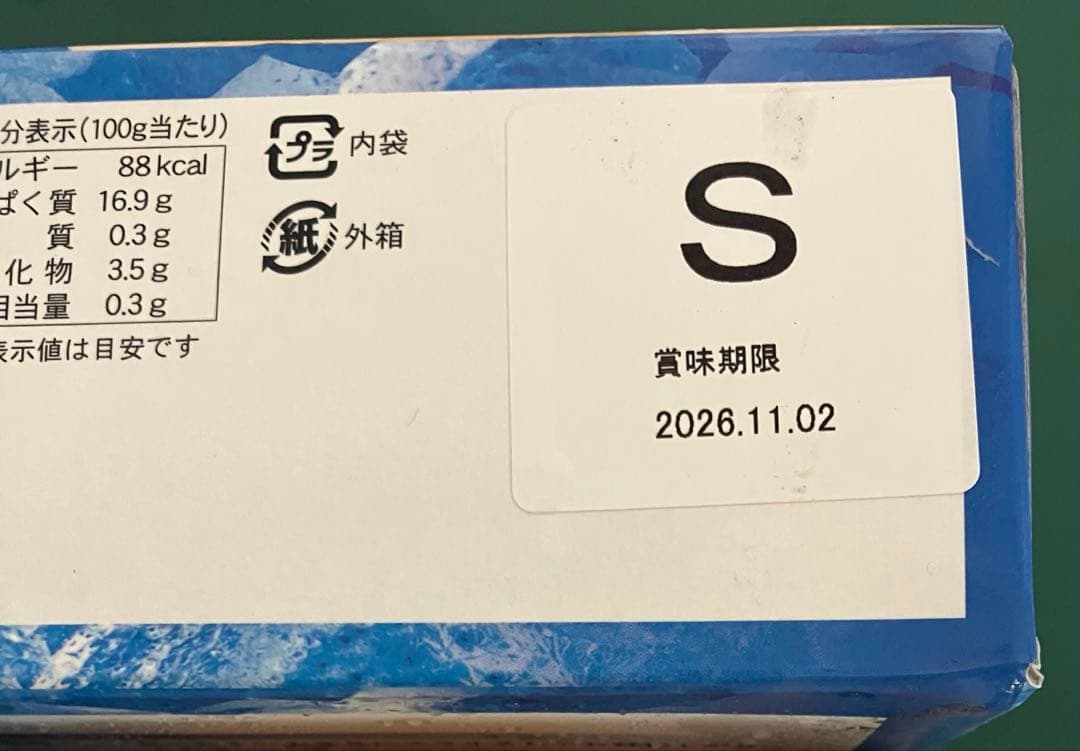 分表示(100g当たり)
ルギー 88kcal
ぱく質 16.9g
質 0.3g
化物 3.5g
相当量 0.3g
表示値は目安です
プラ 内袋
紙 外箱
S
賞味期限
2026.11.02